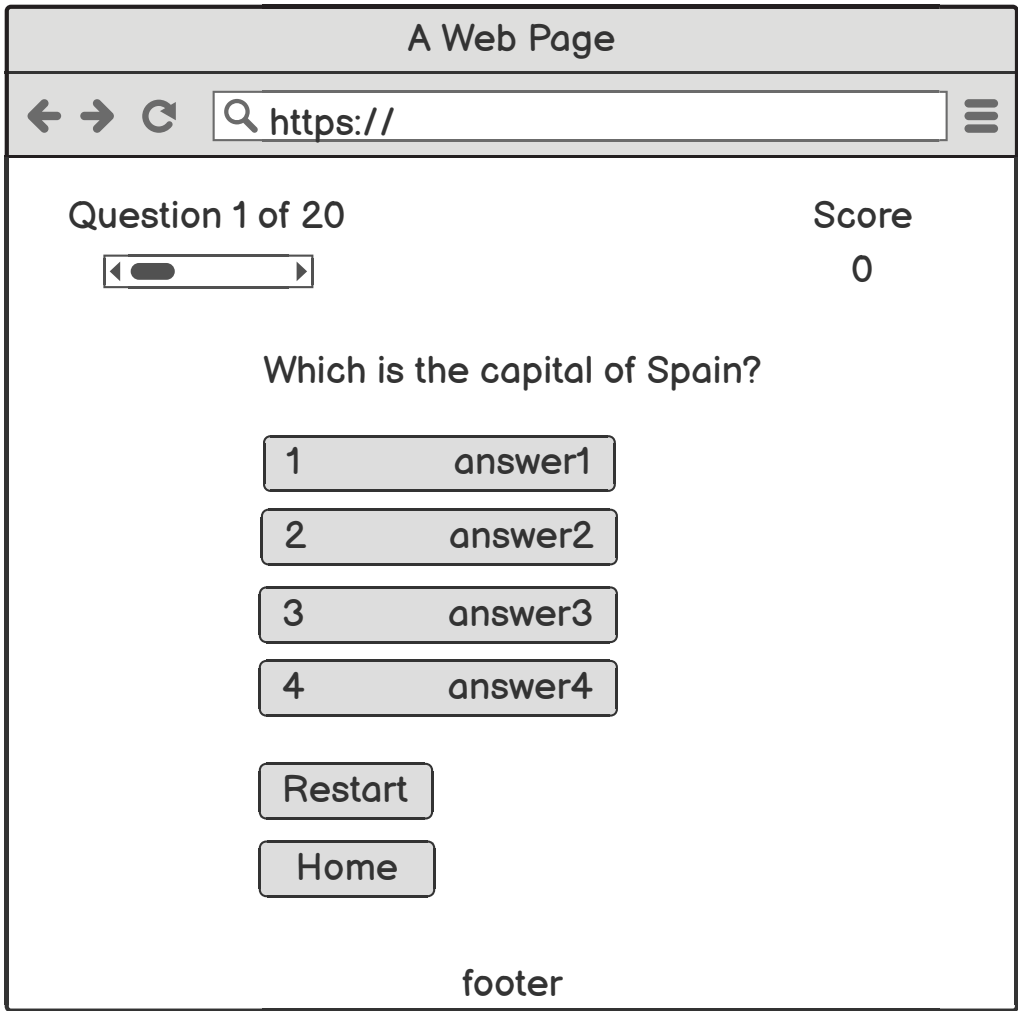 A Web Page
https://
Question 1 of 20
Score
0
Which is the capital of Spain?
1 answer1
2 answer2
3 answer3
4 answer4
Restart
Home
footer